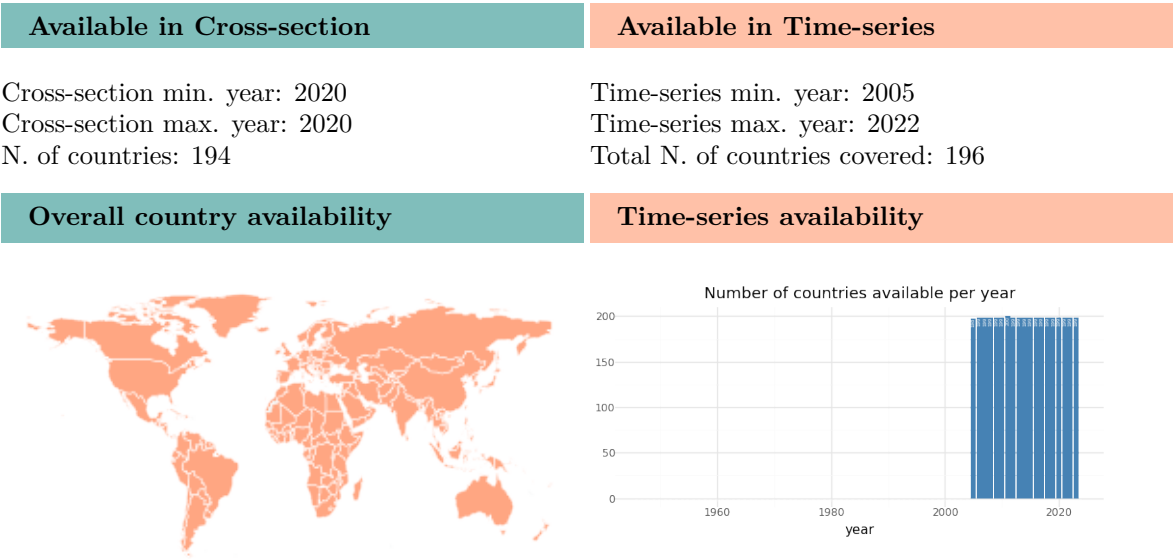 Available in Cross-section
Available in Time-series
Cross-section min. year: 2020
Cross-section max. year: 2020
N. of countries: 194
Time-series min. year: 2005
Time-series max. year: 2022
Total N. of countries covered: 196
Overall country availability
Time-series availability
Number of countries available per year
200
150
100
50
0
1960 1980 2000 2020
year